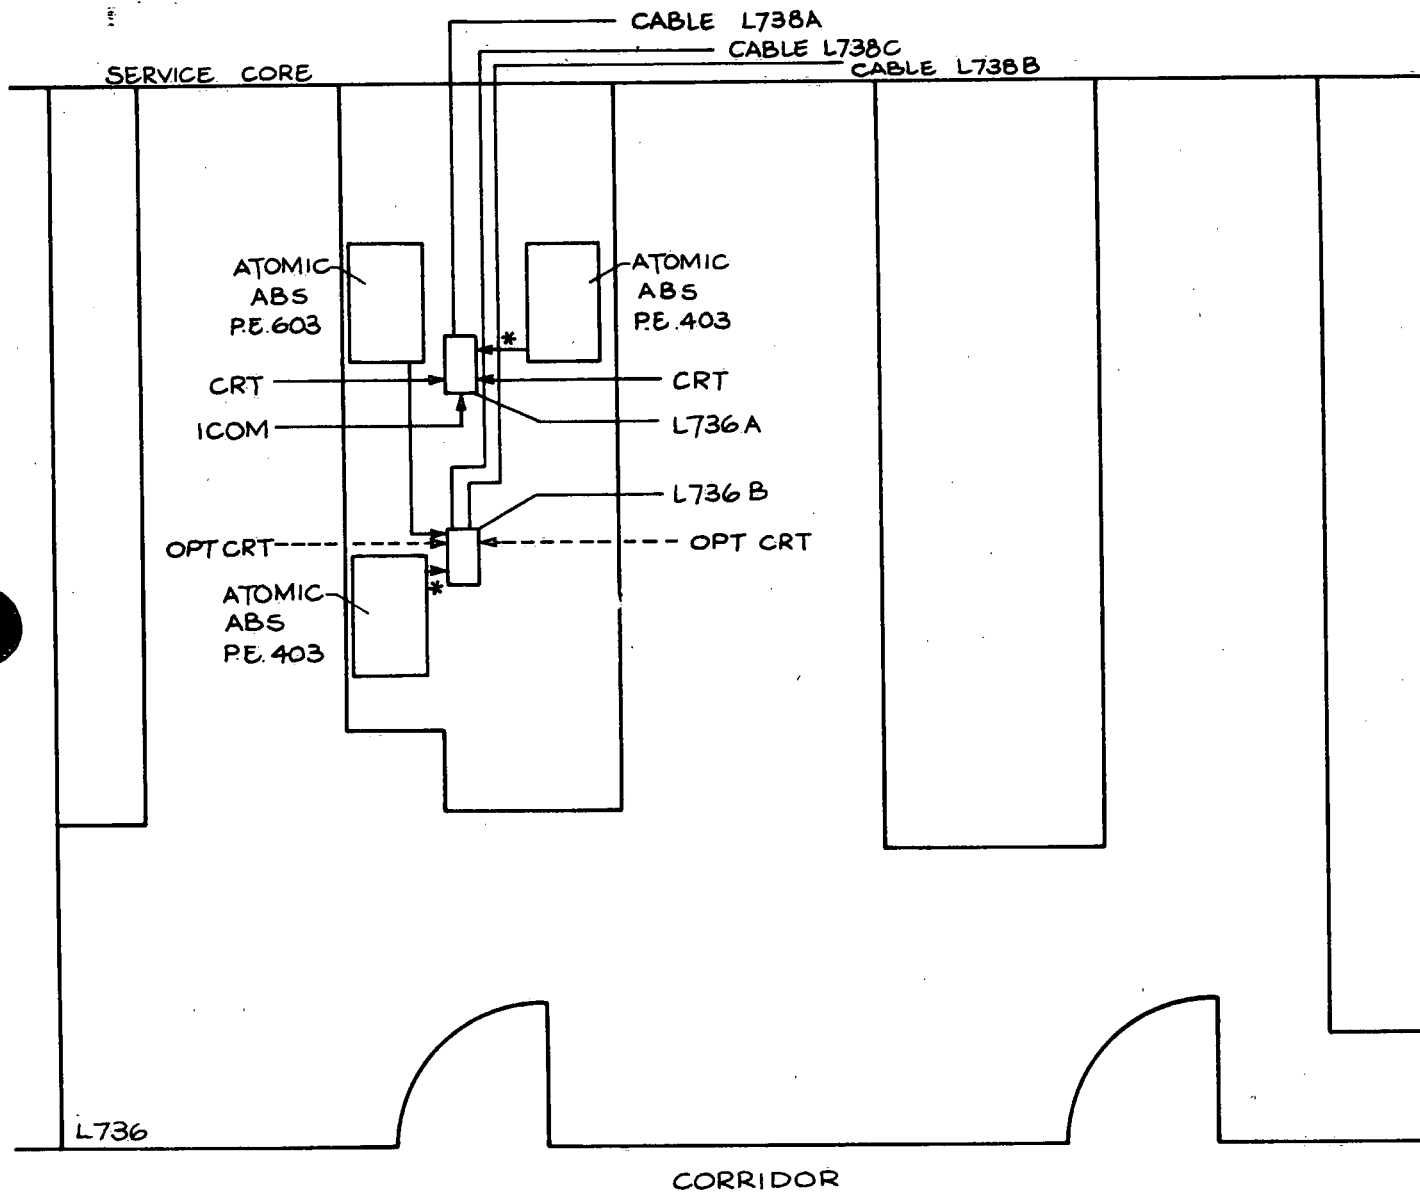 CABLE L738A
CABLE L738C
CABLE L738B
SERVICE CORE
ATOMIC
ABS
P.E.603
ATOMIC
ABS
P.E.403
*
CRT
CRT
ICOM
L736A
L736B
OPT CRT
OPT CRT
*
ATOMIC
ABS
P.E.403
L736
CORRIDOR